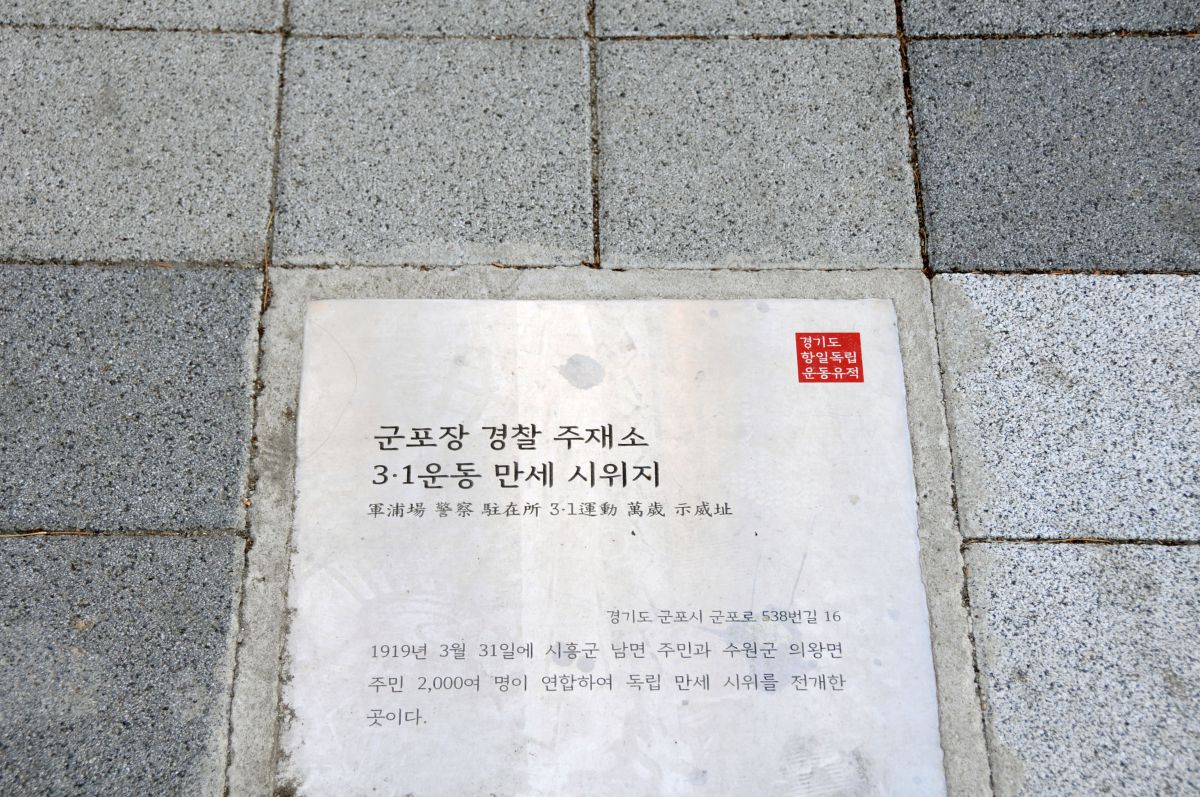 경기도
항일독립
운동유적
군포장 경찰 주재소
3·1운동 만세 시위지
軍浦場 警察 駐在所 3·1運動 萬歲 示威址
경기도 군포시 군포로 538번길 16
1919년 3월 31일에 시흥군 남면 주민과 수원군 의왕면
주민 2,000여 명이 연합하여 독립 만세 시위를 전개한
곳이다.